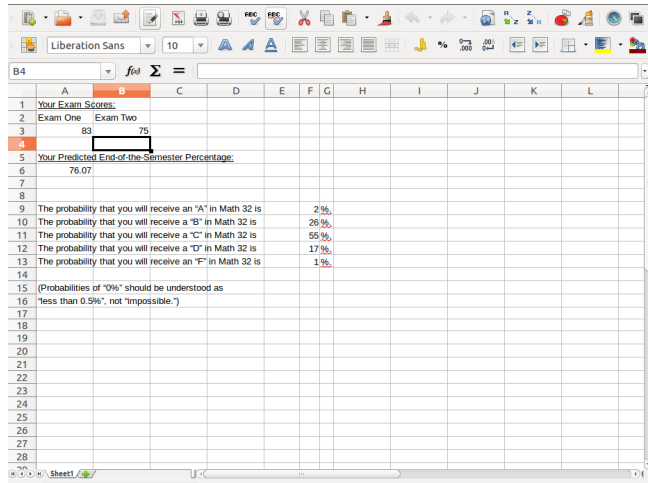 Liberation Sans 10
B4 f(x) Σ =
A B C D E F G H I J K L
1 Your Exam Scores:
2 Exam One Exam Two
3 83 75
4
5 Your Predicted End-of-the-Semester Percentage:
6 76.07
7
8
9 The probability that you will receive an “A” in Math 32 is 2 %.
10 The probability that you will receive a “B” in Math 32 is 26 %.
11 The probability that you will receive a “C” in Math 32 is 55 %.
12 The probability that you will receive a “D” in Math 32 is 17 %.
13 The probability that you will receive an “F” in Math 32 is 1 %.
14
15 (Probabilities of “0%” should be understood as
16 “less than 0.5%”, not “impossible.”)
17
18
19
20
21
22
23
24
25
26
27
28
Sheet1